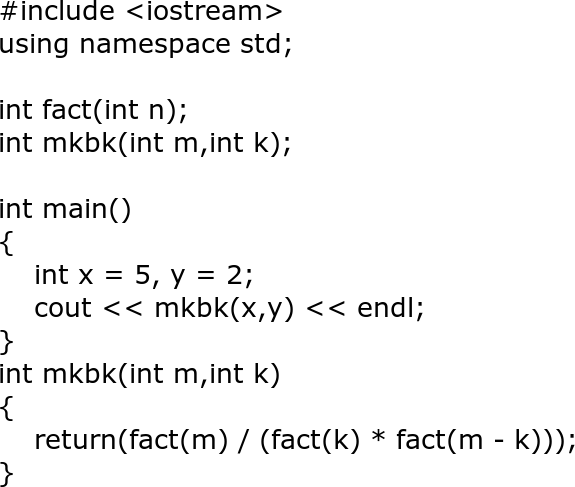 #include <iostream>
using namespace std;

int fact(int n);
int mkbk(int m,int k);

int main()
{
    int x = 5, y = 2;
    cout << mkbk(x,y) << endl;
}
int mkbk(int m,int k)
{
    return(fact(m) / (fact(k) * fact(m - k)));
}